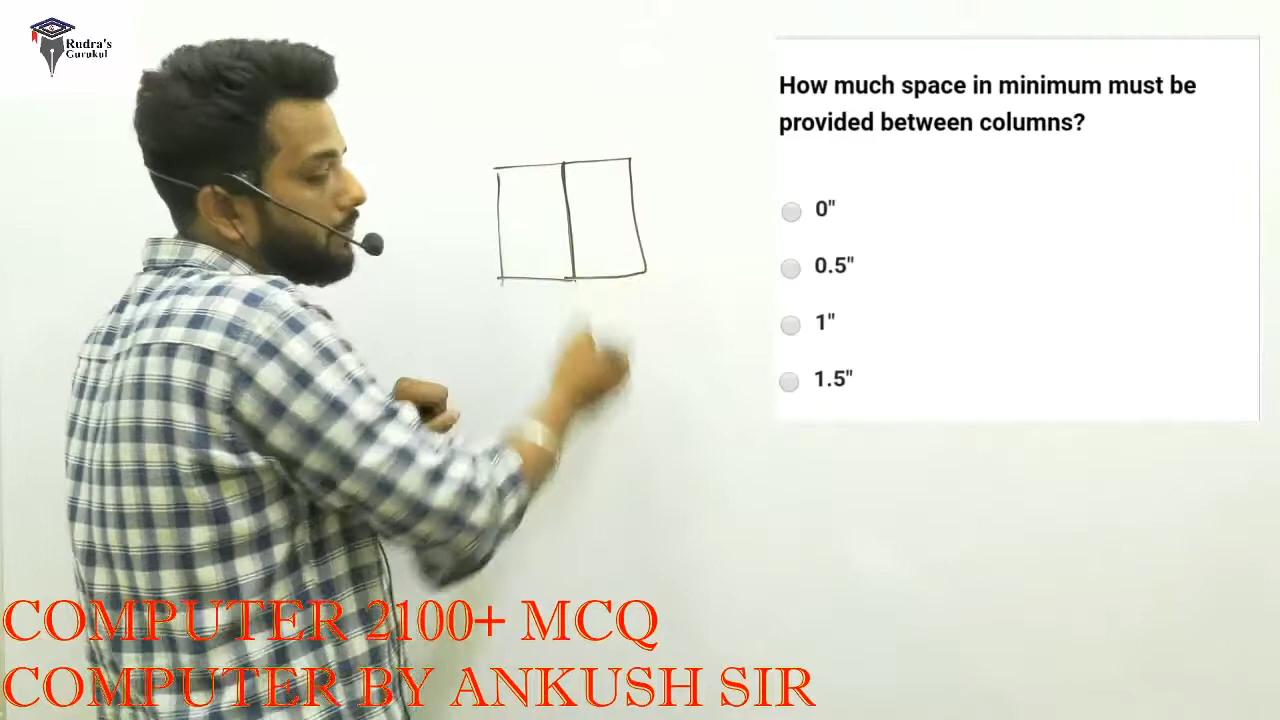 Rudra's
Gurukul
How much space in minimum must be
provided between columns?
0"
0.5"
1"
1.5"
COMPUTER 2100+ MCQ
COMPUTER BY ANKUSH SIR